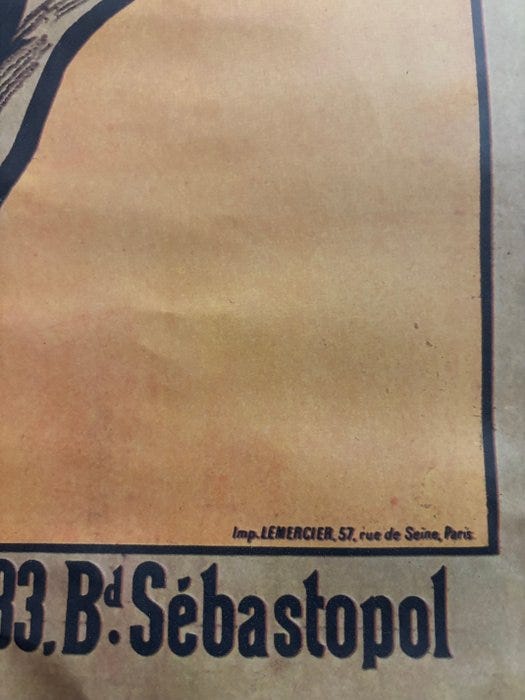 Imp. LEMERCIER, 57, rue de Seine, Paris.
33, Bd. Sébastopol